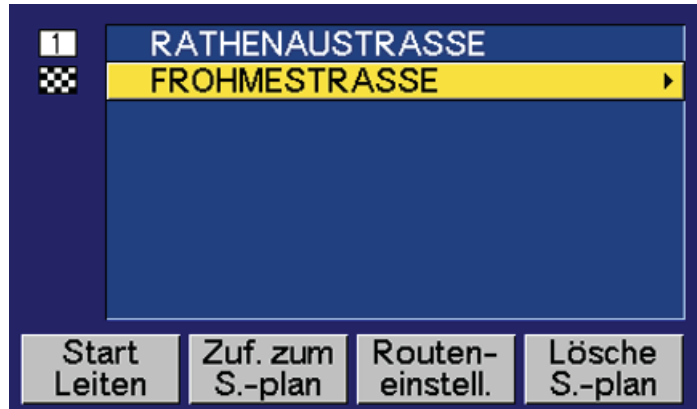 1 RATHENAUSTRASSE
FROHMESTRASSE
Start
Leiten
Zuf. zum
S.-plan
Routen-
einstell.
Lösche
S.-plan